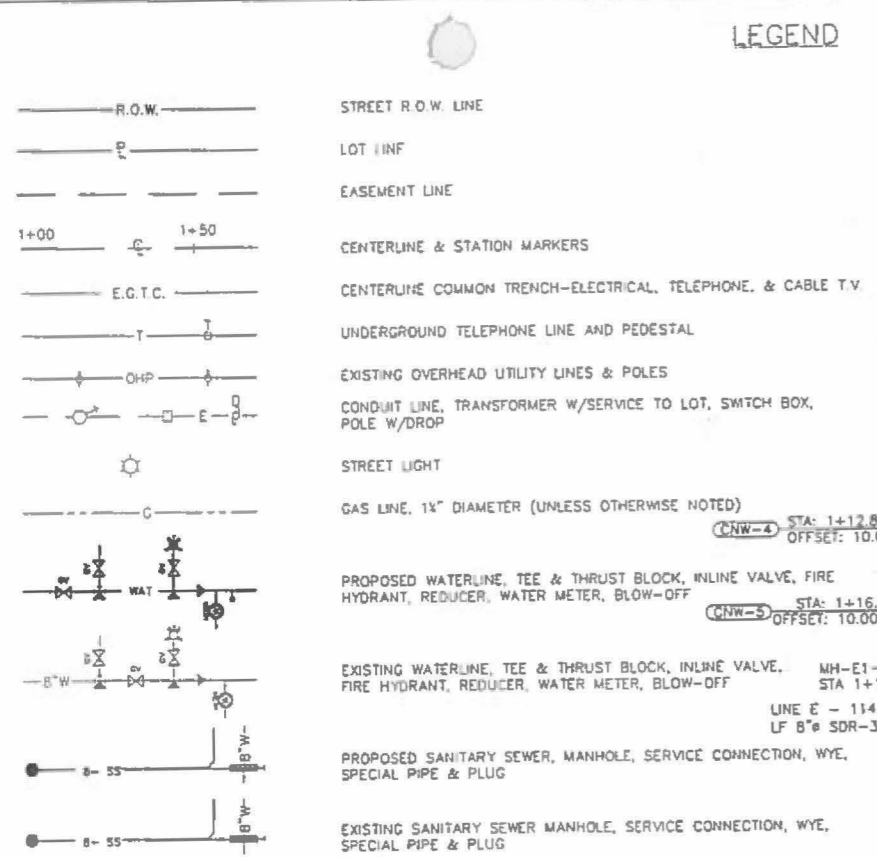 LEGEND
R.O.W. STREET R.O.W. LINE
LOT LINE
EASEMENT LINE
1+00 1+50 CENTERLINE & STATION MARKERS
E.G.T.C. CENTERLINE COMMON TRENCH-ELECTRICAL, TELEPHONE, & CABLE T.V.
T T UNDERGROUND TELEPHONE LINE AND PEDESTAL
OHP EXISTING OVERHEAD UTILITY LINES & POLES
E CONDUIT LINE, TRANSFORMER W/SERVICE TO LOT, SWITCH BOX,
POLE W/DROP
STREET LIGHT
G GAS LINE, 1¼" DIAMETER (UNLESS OTHERWISE NOTED)
CNW-4 STA: 1+12.8
OFFSET: 10.0
WAT PROPOSED WATERLINE, TEE & THRUST BLOCK, INLINE VALVE, FIRE
HYDRANT, REDUCER, WATER METER, BLOW-OFF
CNW-5 STA: 1+16.
OFFSET: 10.00
8"W EXISTING WATERLINE, TEE & THRUST BLOCK, INLINE VALVE,
FIRE HYDRANT, REDUCER, WATER METER, BLOW-OFF
MH-E1-
STA 1+
LINE E - 114
LF 8"ø SDR-3
8- SS 8"W PROPOSED SANITARY SEWER, MANHOLE, SERVICE CONNECTION, WYE,
SPECIAL PIPE & PLUG
8- SS 8"W EXISTING SANITARY SEWER MANHOLE, SERVICE CONNECTION, WYE,
SPECIAL PIPE & PLUG